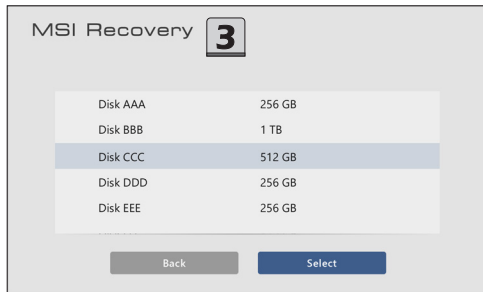 MSI Recovery 3
Disk AAA 256 GB
Disk BBB 1 TB
Disk CCC 512 GB
Disk DDD 256 GB
Disk EEE 256 GB
Back Select